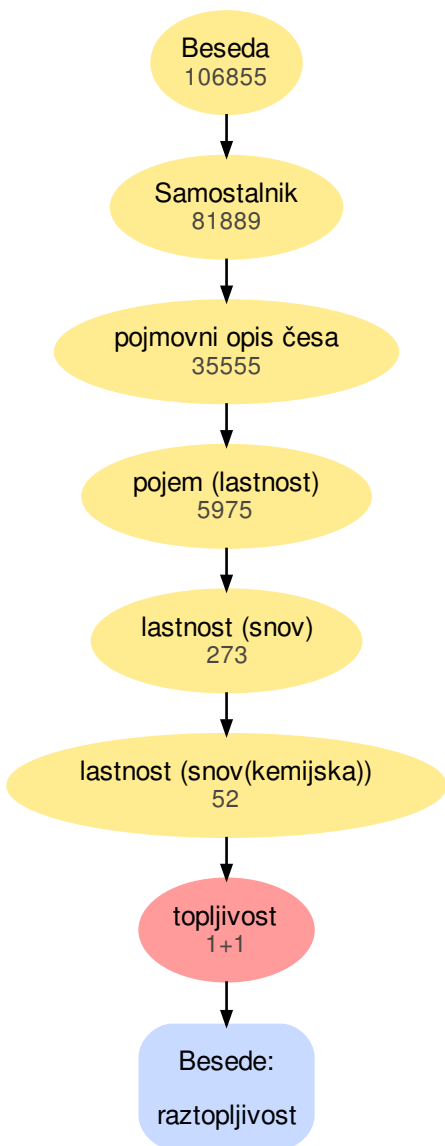 Beseda
106855
Samostalnik
81889
pojmovni opis česa
35555
pojem (lastnost)
5975
lastnost (snov)
273
lastnost (snov(kemijska))
52
topljivost
1+1
Besede:
raztopljivost